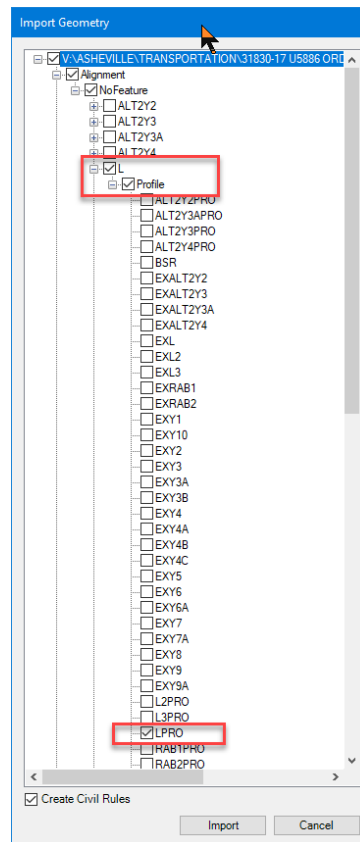 Import Geometry
V:\ASHEVILLE\TRANSPORTATION\31830-17 U5886 ORD
Alignment
NoFeature
ALT2Y2
ALT2Y3
ALT2Y3A
ALT2Y4
L
Profile
ALT2Y2PRO
ALT2Y3APRO
ALT2Y3PRO
ALT2Y4PRO
BSR
EXALT2Y2
EXALT2Y3
EXALT2Y3A
EXALT2Y4
EXL
EXL2
EXL3
EXRAB1
EXRAB2
EXY1
EXY10
EXY2
EXY3
EXY3A
EXY3B
EXY4
EXY4A
EXY4B
EXY4C
EXY5
EXY6
EXY6A
EXY7
EXY7A
EXY8
EXY9
EXY9A
L2PRO
L3PRO
LPRO
RAB1PRO
RAB2PRO
Create Civil Rules
Import Cancel